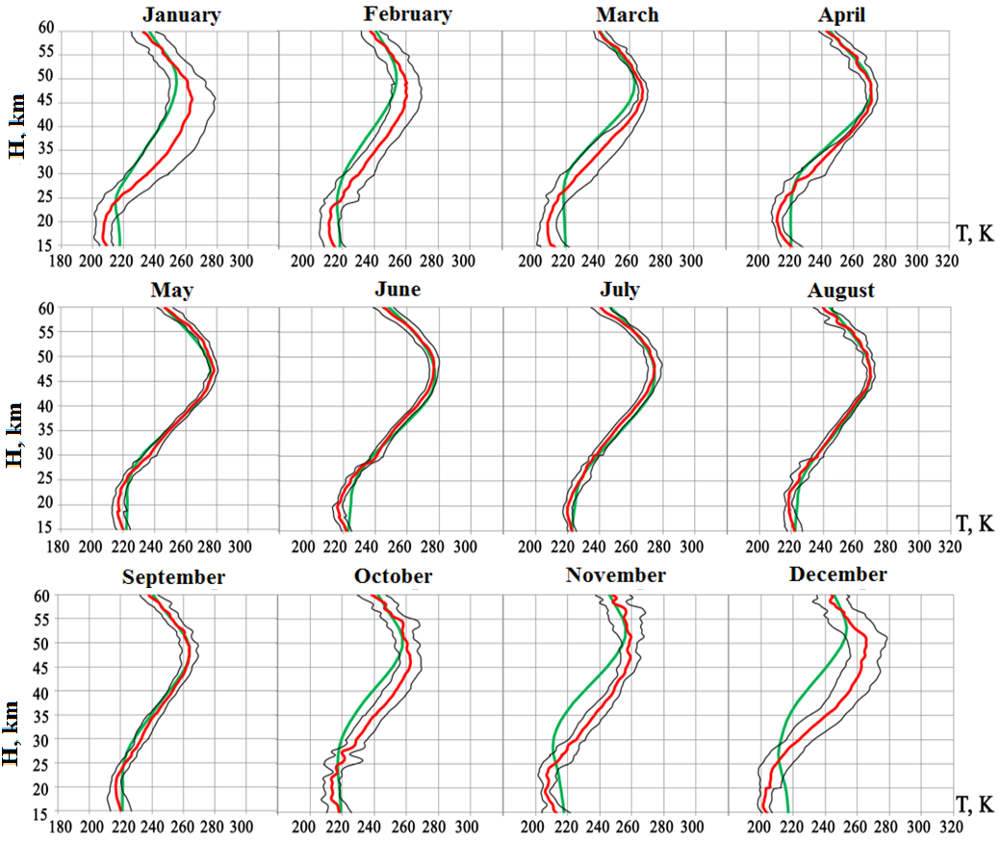 January February March April
60
55
50
45
40
35
30
25
20
15
H, km
T, K
180 200 220 240 260 280 300 200 220 240 260 280 300 200 220 240 260 280 300 200 220 240 260 280 300 320
May June July August
60
55
50
45
40
35
30
25
20
15
H, km
T, K
180 200 220 240 260 280 300 200 220 240 260 280 300 200 220 240 260 280 300 200 220 240 260 280 300 320
September October November December
60
55
50
45
40
35
30
25
20
15
H, km
T, K
180 200 220 240 260 280 300 200 220 240 260 280 300 200 220 240 260 280 300 200 220 240 260 280 300 320